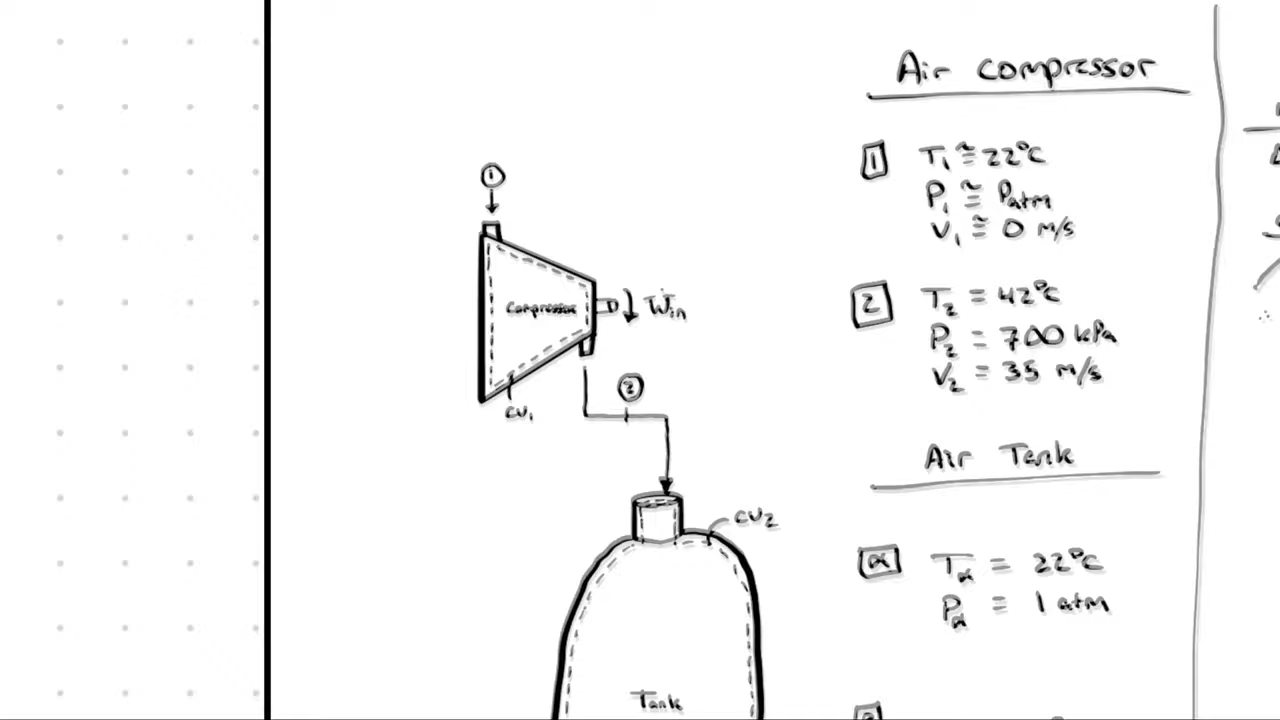 Air Compressor
1
T₁ ≅ 22°C
P₁ ≅ Patm
V₁ ≅ 0 m/s
2
T₂ = 42°C
P₂ = 700 kPa
V₂ = 35 m/s
Air Tank
α
Tα = 22°C
Pα = 1 atm
1
Compressor
Ẇin
CV₁
2
CV₂
Tank